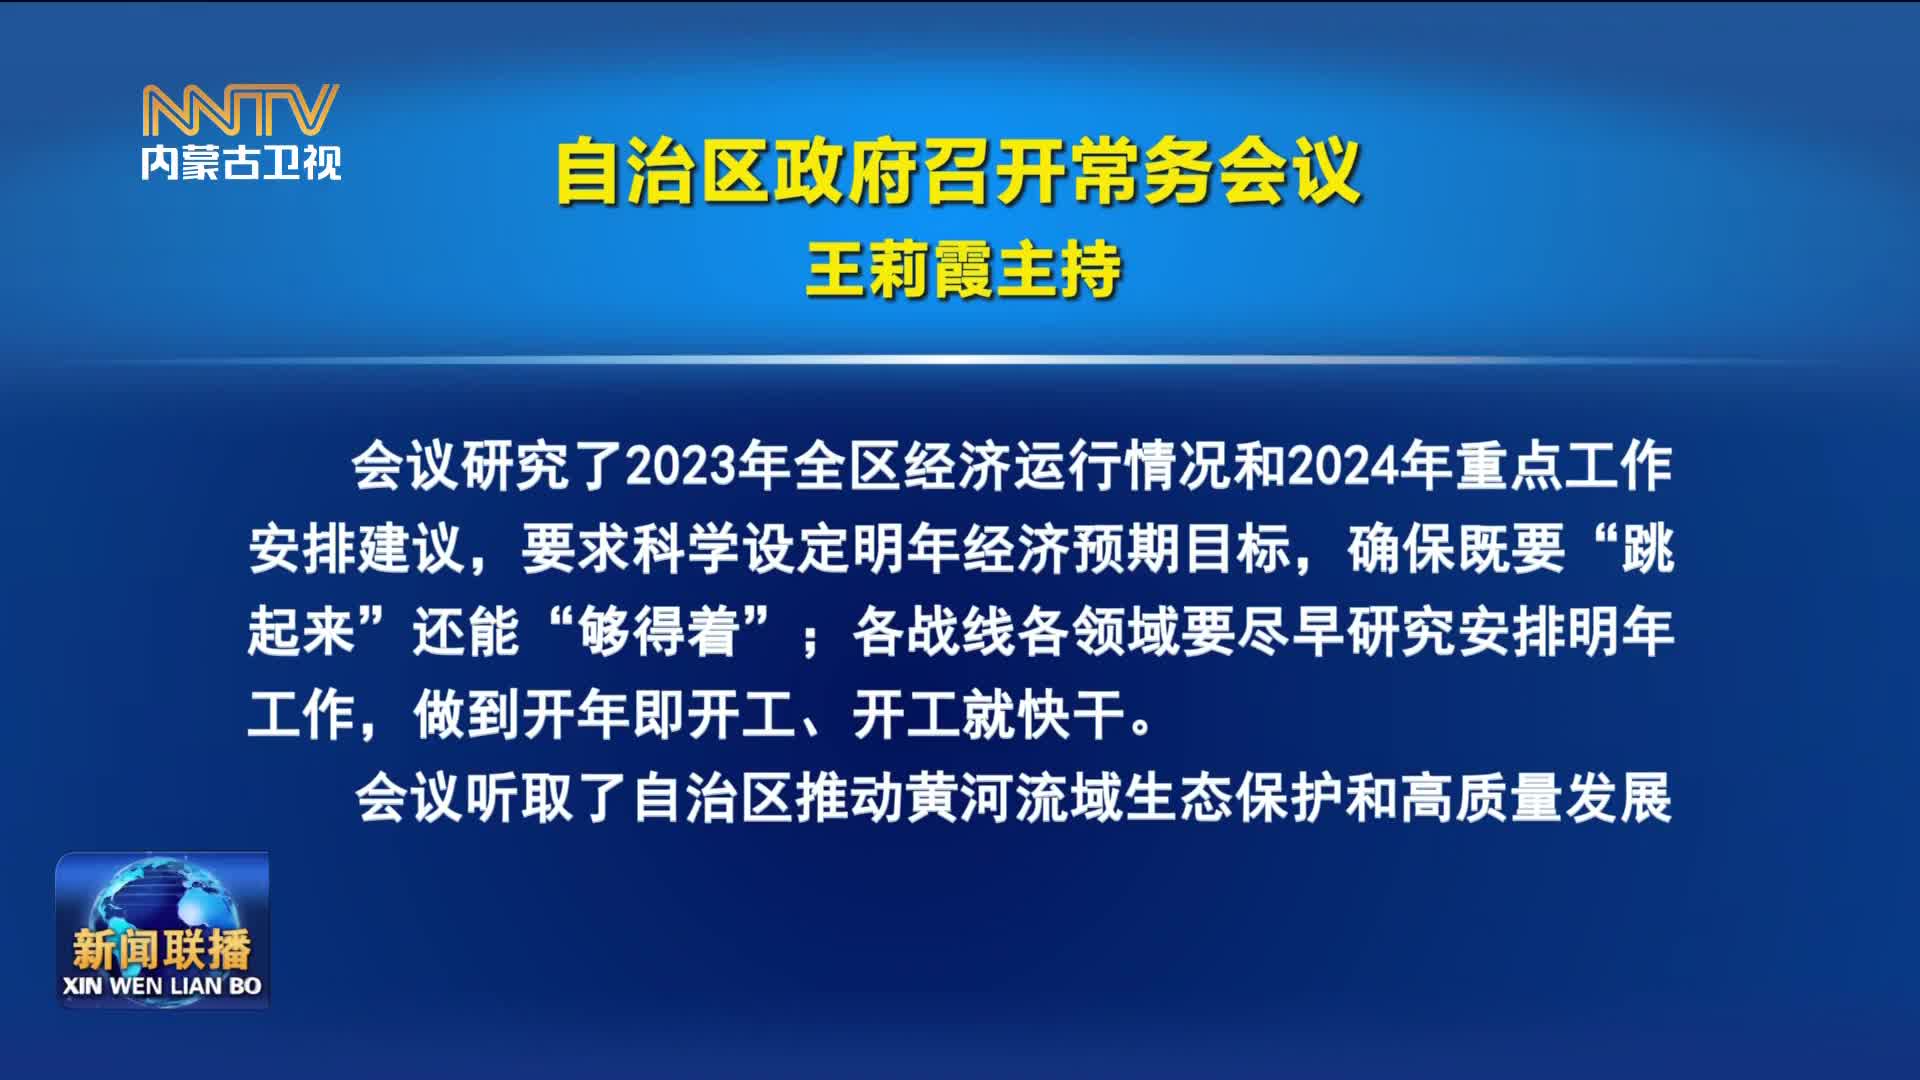 NNTV
内蒙古卫视
自治区政府召开常务会议
王莉霞主持
会议研究了2023年全区经济运行情况和2024年重点工作
安排建议，要求科学设定明年经济预期目标，确保既要“跳
起来”还能“够得着”；各战线各领域要尽早研究安排明年
工作，做到开年即开工、开工就快干。
会议听取了自治区推动黄河流域生态保护和高质量发展
新闻联播
XIN WEN LIAN BO